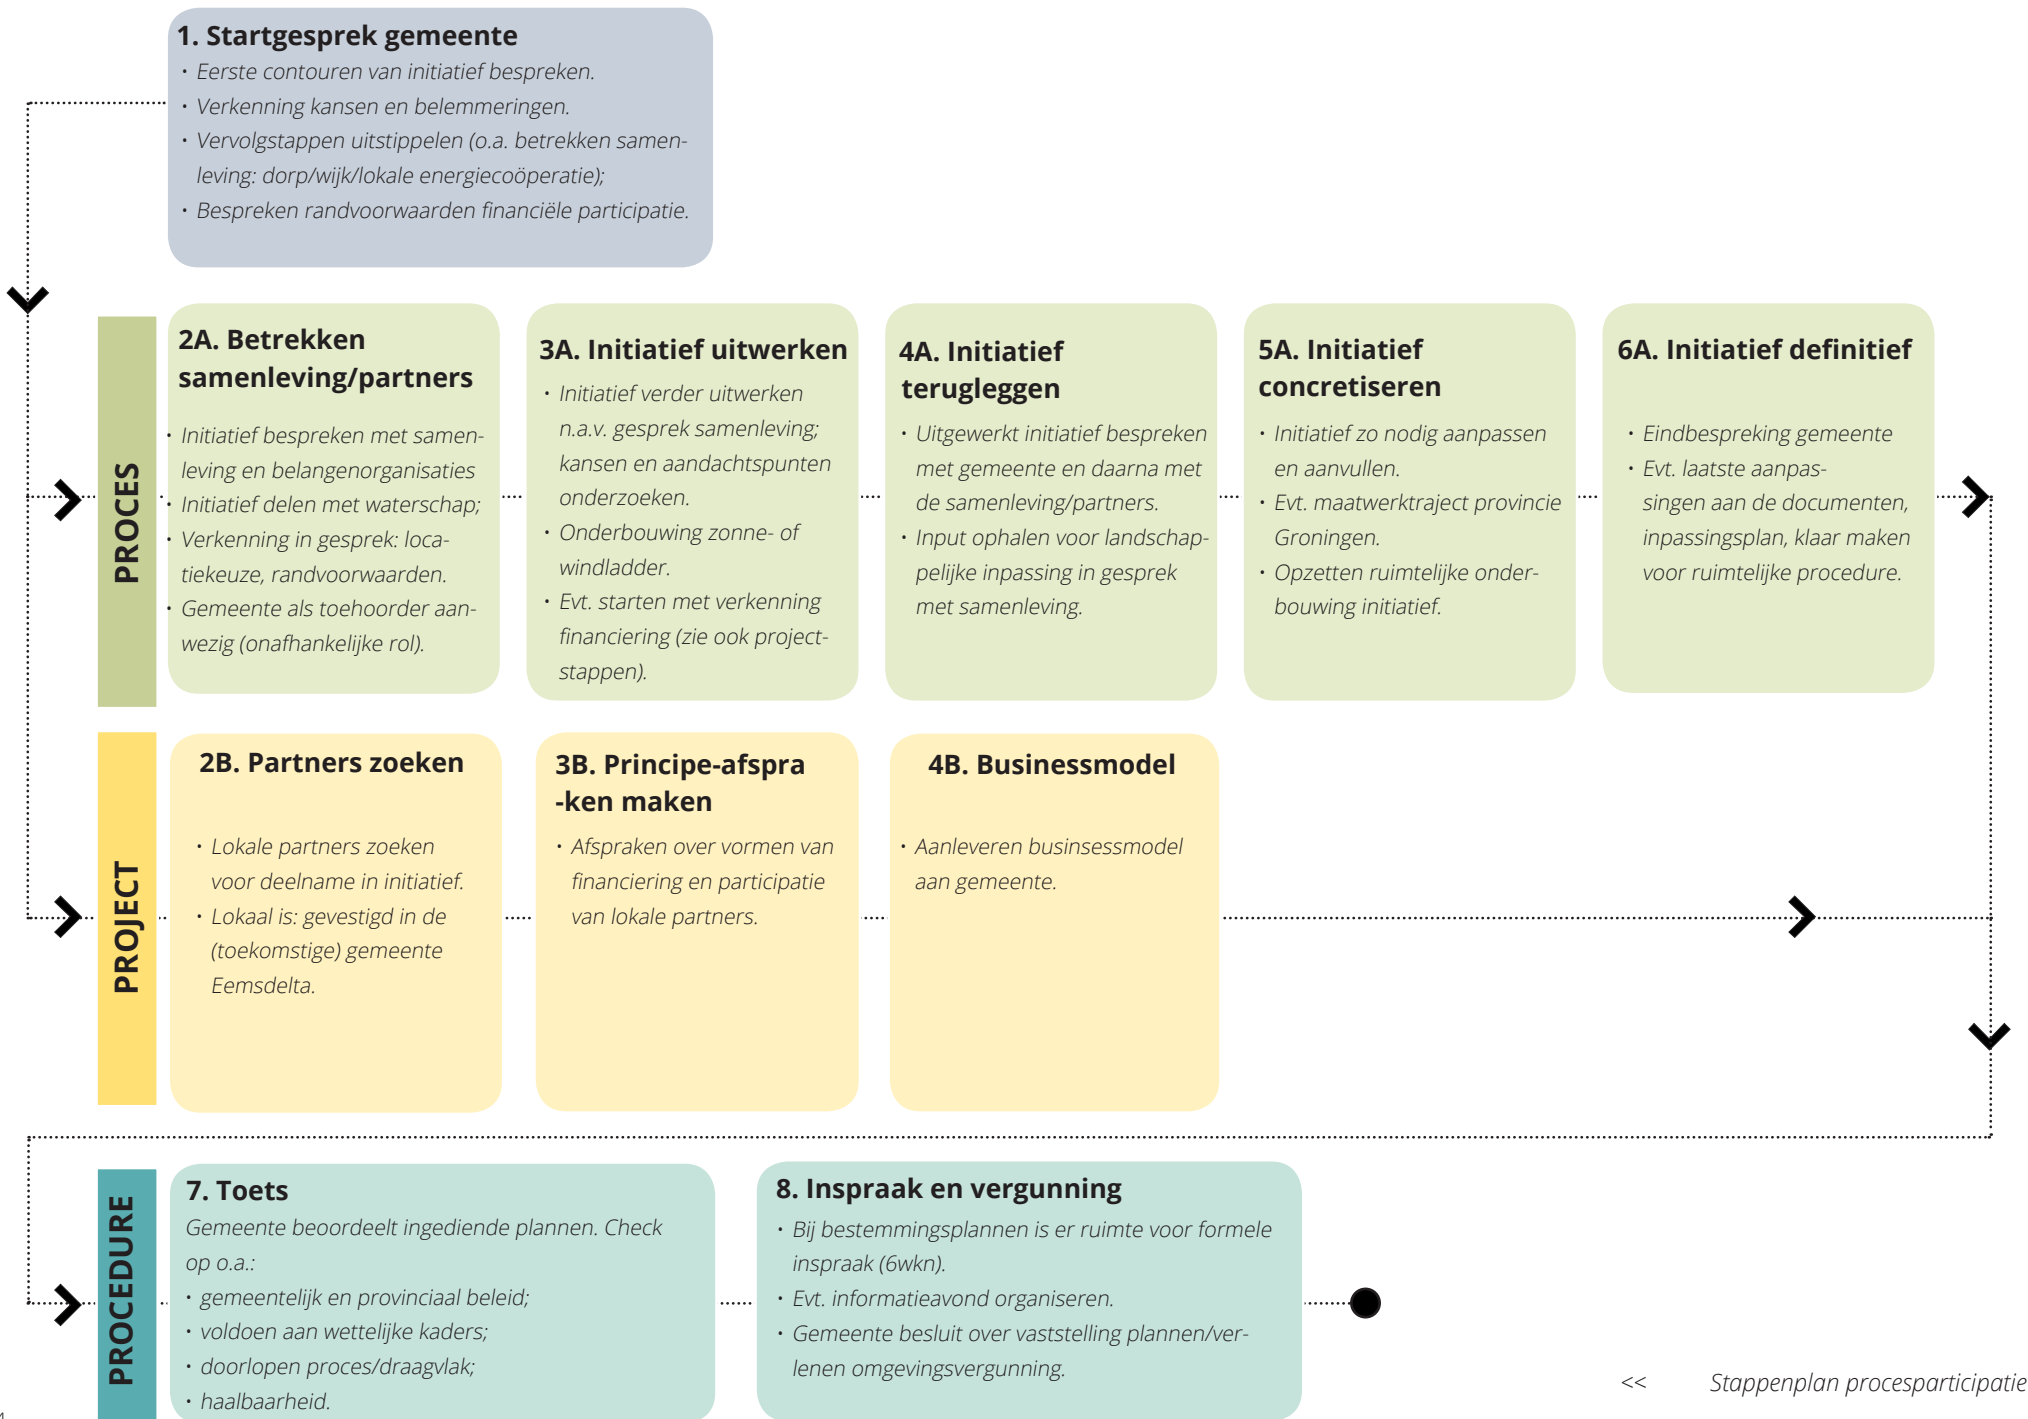 1. Startgesprek gemeente
• Eerste contouren van initiatief bespreken.
• Verkenning kansen en belemmeringen.
• Vervolgstappen uitstippelen (o.a. betrekken samen-
leving: dorp/wijk/lokale energiecoöperatie);
• Bespreken randvoorwaarden financiële participatie.
PROCES
2A. Betrekken
samenleving/partners
• Initiatief bespreken met samen-
leving en belangenorganisaties
• Initiatief delen met waterschap;
• Verkenning in gesprek: loca-
tiekeuze, randvoorwaarden.
• Gemeente als toehoorder aan-
wezig (onafhankelijke rol).
3A. Initiatief uitwerken
• Initiatief verder uitwerken
n.a.v. gesprek samenleving;
kansen en aandachtspunten
onderzoeken.
• Onderbouwing zonne- of
windladder.
• Evt. starten met verkenning
financiering (zie ook project-
stappen).
4A. Initiatief
terugleggen
• Uitgewerkt initiatief bespreken
met gemeente en daarna met
de samenleving/partners.
• Input ophalen voor landschap-
pelijke inpassing in gesprek
met samenleving.
5A. Initiatief
concretiseren
• Initiatief zo nodig aanpassen
en aanvullen.
• Evt. maatwerktraject provincie
Groningen.
• Opzetten ruimtelijke onder-
bouwing initiatief.
6A. Initiatief definitief
• Eindbespreking gemeente
• Evt. laatste aanpas-
singen aan de documenten,
inpassingsplan, klaar maken
voor ruimtelijke procedure.
PROJECT
2B. Partners zoeken
• Lokale partners zoeken
voor deelname in initiatief.
• Lokaal is: gevestigd in de
(toekomstige) gemeente
Eemsdelta.
3B. Principe-afspra
-ken maken
• Afspraken over vormen van
financiering en participatie
van lokale partners.
4B. Businessmodel
• Aanleveren businsessmodel
aan gemeente.
PROCEDURE
7. Toets
Gemeente beoordeelt ingediende plannen. Check
op o.a.:
• gemeentelijk en provinciaal beleid;
• voldoen aan wettelijke kaders;
• doorlopen proces/draagvlak;
• haalbaarheid.
8. Inspraak en vergunning
• Bij bestemmingsplannen is er ruimte voor formele
inspraak (6wkn).
• Evt. informatieavond organiseren.
• Gemeente besluit over vaststelling plannen/ver-
lenen omgevingsvergunning.
<< Stappenplan procesparticipatie